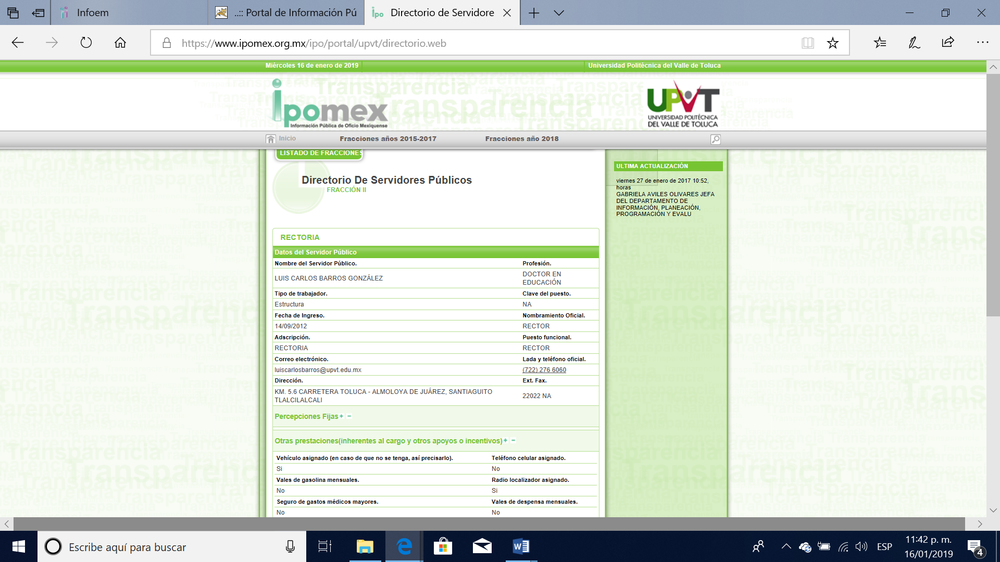 Infoem
..:: Portal de Información Pú
Directorio de Servidore
https://www.ipomex.org.mx/ipo/portal/upvt/directorio.web
Miércoles 16 de enero de 2019
Universidad Politécnica del Valle de Toluca
ipomex
Información Pública de Oficio Mexiquense
UPVT
UNIVERSIDAD POLITÉCNICA
DEL VALLE DE TOLUCA
Inicio
Fracciones años 2015-2017
Fracciones año 2018
LISTADO DE FRACCIONES
Directorio De Servidores Públicos
FRACCIÓN II
ULTIMA ACTUALIZACIÓN
viernes 27 de enero de 2017 10:52,
horas
GABRIELA AVILES OLIVARES JEFA
DEL DEPARTAMENTO DE
INFORMACIÓN, PLANEACIÓN,
PROGRAMACIÓN Y EVALU
RECTORIA
Datos del Servidor Público
Nombre del Servidor Público. Profesión.
LUIS CARLOS BARROS GONZÁLEZ DOCTOR EN
EDUCACIÓN
Tipo de trabajador. Clave del puesto.
Estructura NA
Fecha de Ingreso. Nombramiento Oficial.
14/09/2012 RECTOR
Adscripción. Puesto funcional.
RECTORIA RECTOR
Correo electrónico. Lada y teléfono oficial.
luiscarlosbarros@upvt.edu.mx (722) 276 6060
Dirección. Ext. Fax.
KM. 5.6 CARRETERA TOLUCA - ALMOLOYA DE JUÁREZ, SANTIAGUITO
TLALCILALCALI 22022 NA
Percepciones Fijas+ -
Otras prestaciones(inherentes al cargo y otros apoyos o incentivos)+ -
Vehículo asignado (en caso de que no se tenga, así precisarlo). Teléfono celular asignado.
Si No
Vales de gasolina mensuales. Radio localizador asignado.
No Si
Seguro de gastos médicos mayores. Vales de despensa mensuales.
No No
Escribe aquí para buscar
ESP
11:42 p. m.
16/01/2019
4